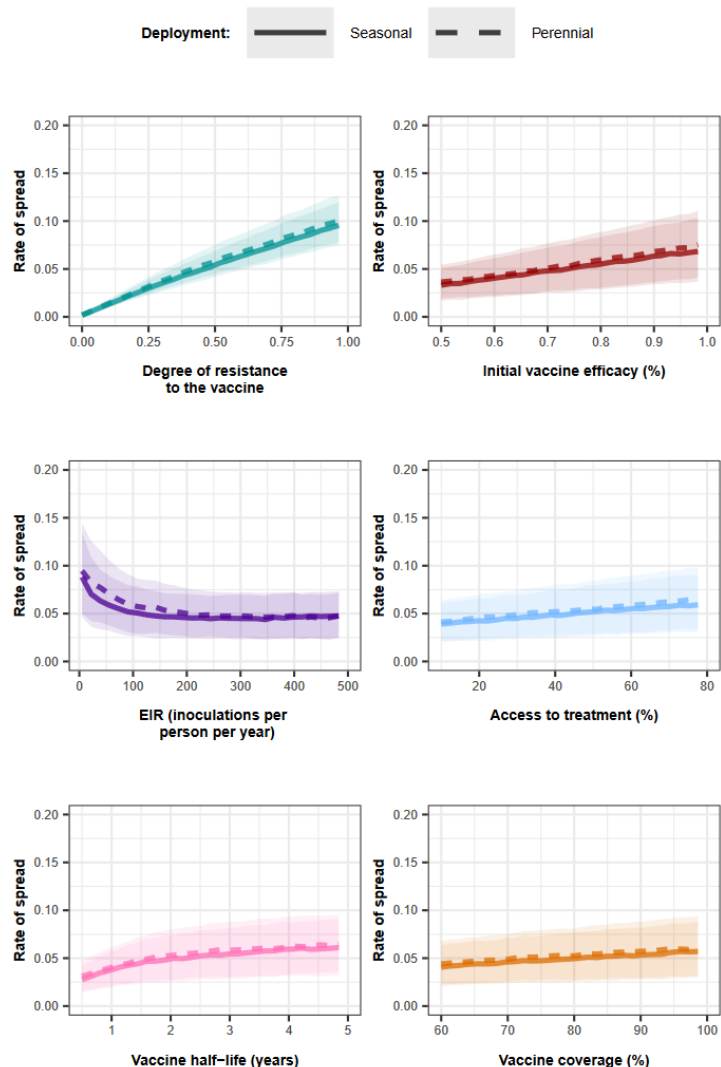 Deployment: Seasonal Perennial
0.20 0.20
0.15 0.15
Rate of spread Rate of spread
0.10 0.10
0.05 0.05
0.00 0.00
0.00 0.25 0.50 0.75 1.00 0.5 0.6 0.7 0.8 0.9 1.0
Degree of resistance Initial vaccine efficacy (%)
to the vaccine
0.20 0.20
0.15 0.15
Rate of spread Rate of spread
0.10 0.10
0.05 0.05
0.00 0.00
0 100 200 300 400 500 20 40 60 80
EIR (inoculations per Access to treatment (%)
person per year)
0.20 0.20
0.15 0.15
Rate of spread Rate of spread
0.10 0.10
0.05 0.05
0.00 0.00
1 2 3 4 5 60 70 80 90 100
Vaccine half−life (years) Vaccine coverage (%)